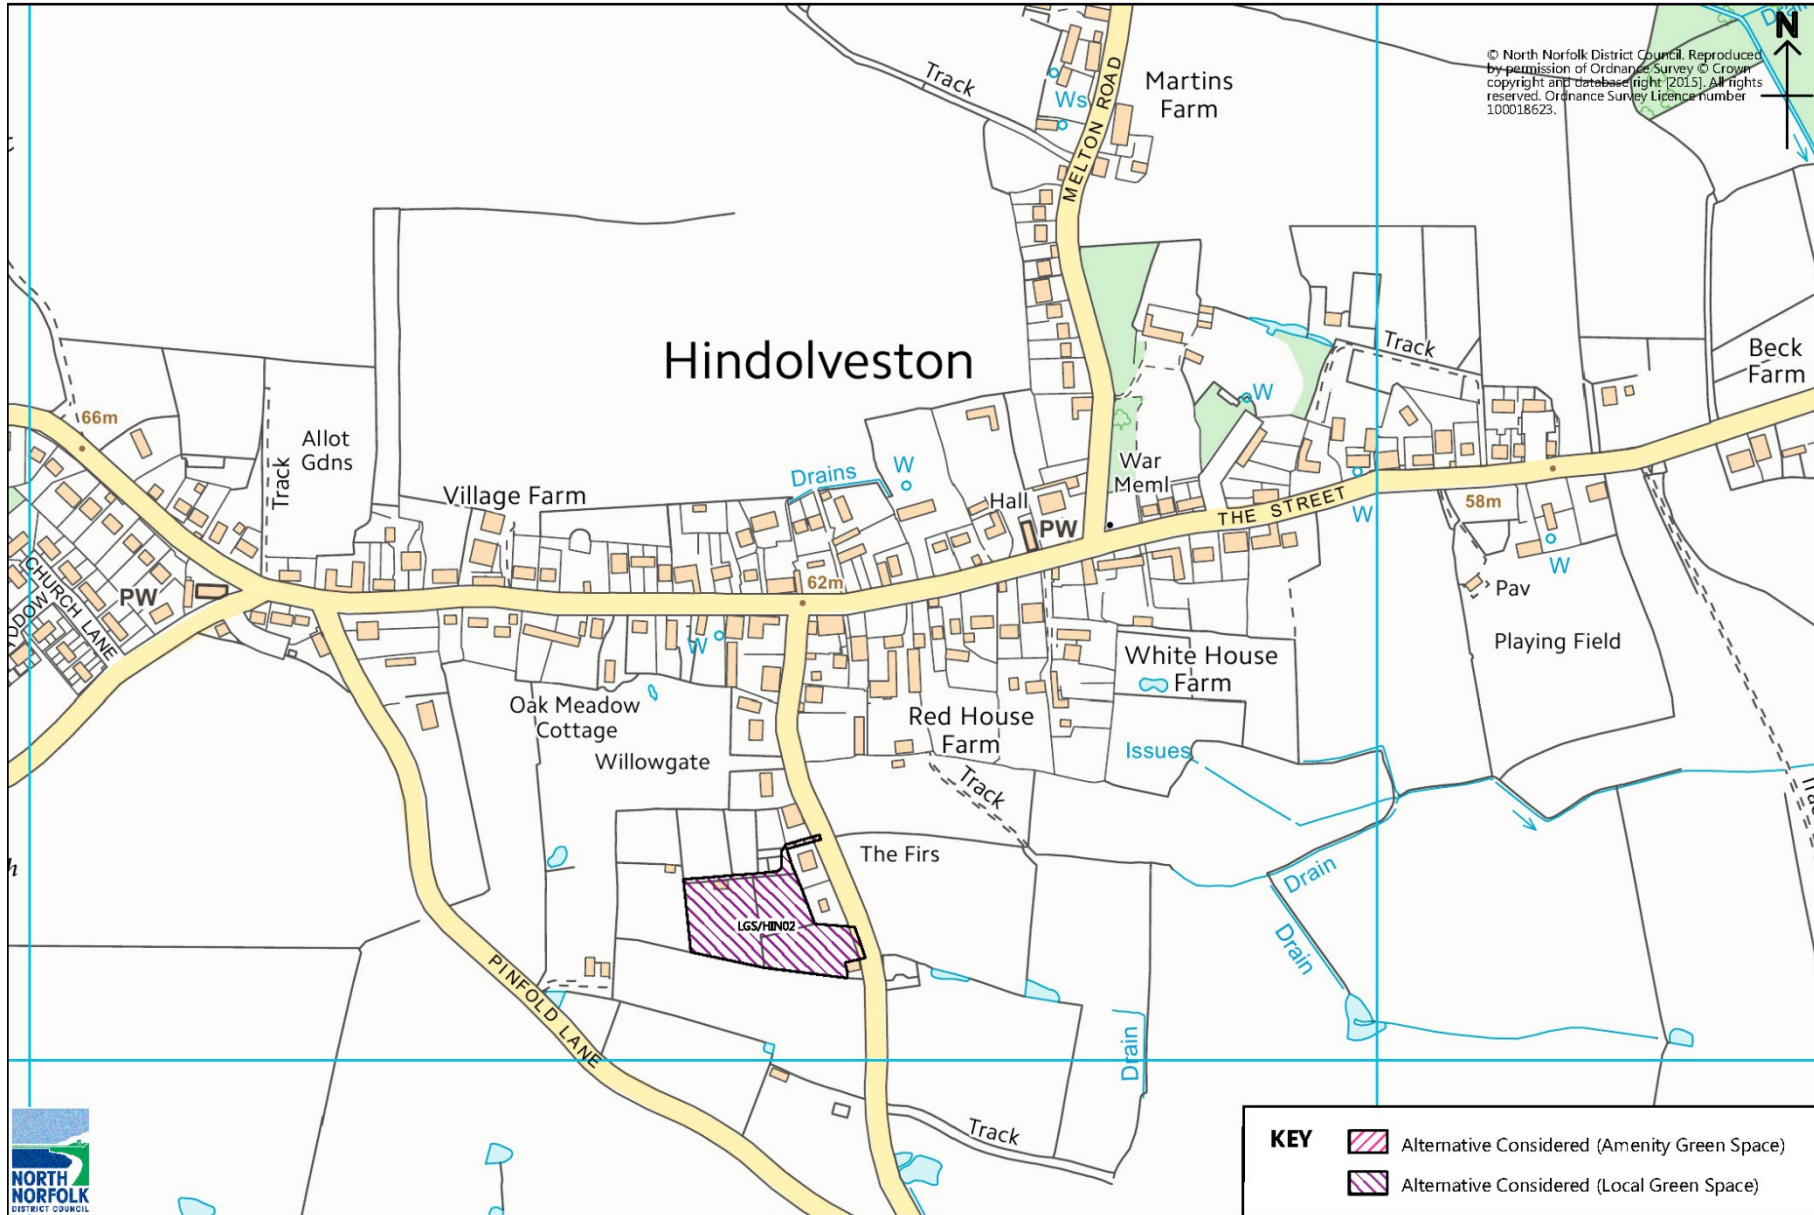 Drain
N
© North Norfolk District Council. Reproduced
by permission of Ordnance Survey © Crown
copyright and database right [2015]. All rights
reserved. Ordnance Survey Licence number
100018623.
Track
Ws
MELTON ROAD
Martins
Farm
Hindolveston
Track
Beck
Farm
W
66m
Allot
Gdns
Track
Village Farm
Drains
W
Hall
PW
War
Meml
THE STREET
W
58m
W
Pav
Playing Field
CHURCH LANE
PW
62m
W
White House
Farm
Oak Meadow
Cottage
Willowgate
Red House
Farm
Issues
Track
The Firs
LGS/HIN02
Drain
Drain
PINFOLD LANE
Drain
Track
NORTH
NORFOLK
DISTRICT COUNCIL
KEY
Alternative Considered (Amenity Green Space)
Alternative Considered (Local Green Space)